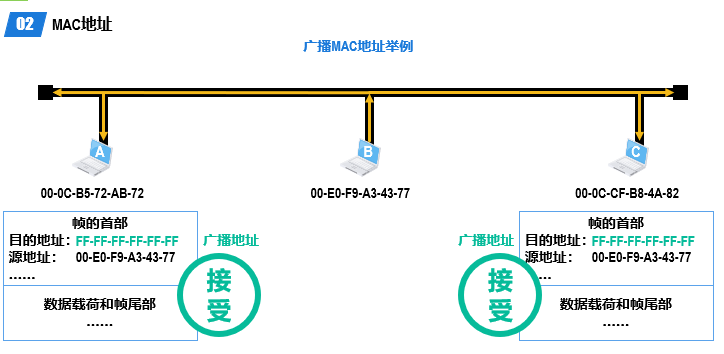 02 MAC地址
广播MAC地址举例
A
B
C
00-0C-B5-72-AB-72
00-E0-F9-A3-43-77
00-0C-CF-B8-4A-82
帧的首部
目的地址：FF-FF-FF-FF-FF-FF
源地址： 00-E0-F9-A3-43-77
……
数据载荷和帧尾部
……
广播地址
接受
广播地址
接受
帧的首部
目的地址：FF-FF-FF-FF-FF-FF
源地址： 00-E0-F9-A3-43-77
……
数据载荷和帧尾部
……